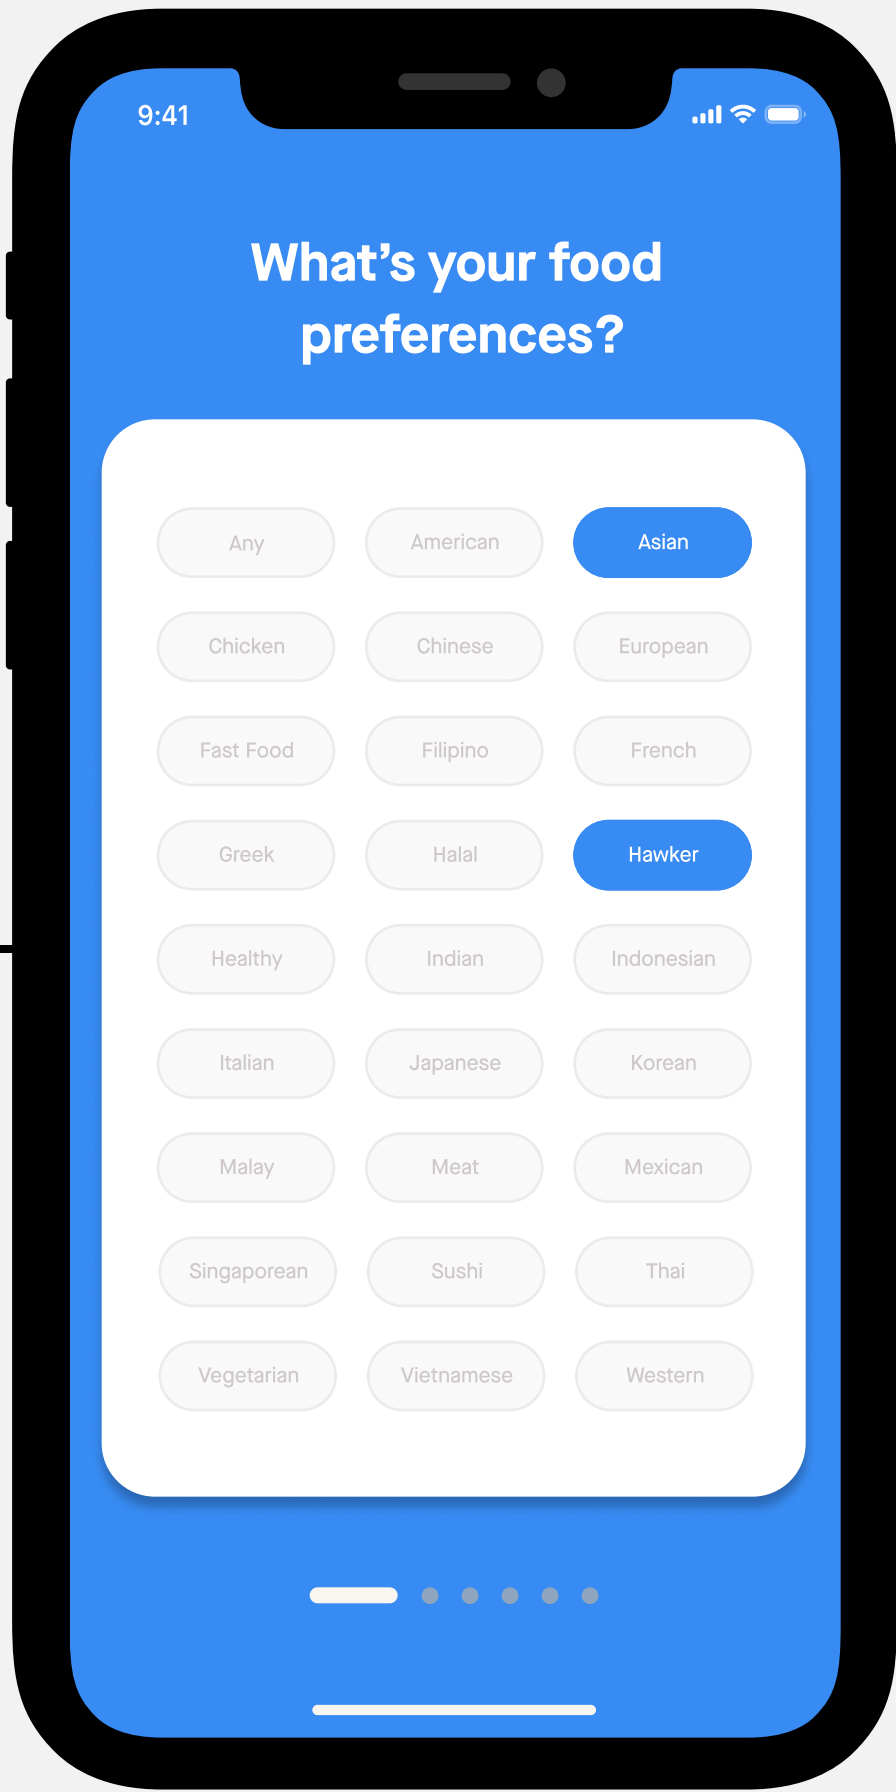 9:41
What's your food
preferences?
Any
American
Asian
Chicken
Chinese
European
Fast Food
Filipino
French
Greek
Halal
Hawker
Healthy
Indian
Indonesian
Italian
Japanese
Korean
Malay
Meat
Mexican
Singaporean
Sushi
Thai
Vegetarian
Vietnamese
Western